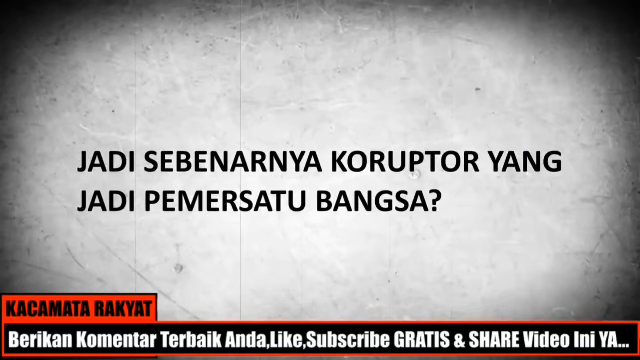 JADI SEBENARNYA KORUPTOR YANG
JADI PEMERSATU BANGSA?
KACAMATA RAKYAT
Berikan Komentar Terbaik Anda,Like,Subscribe GRATIS & SHARE Video Ini YA...